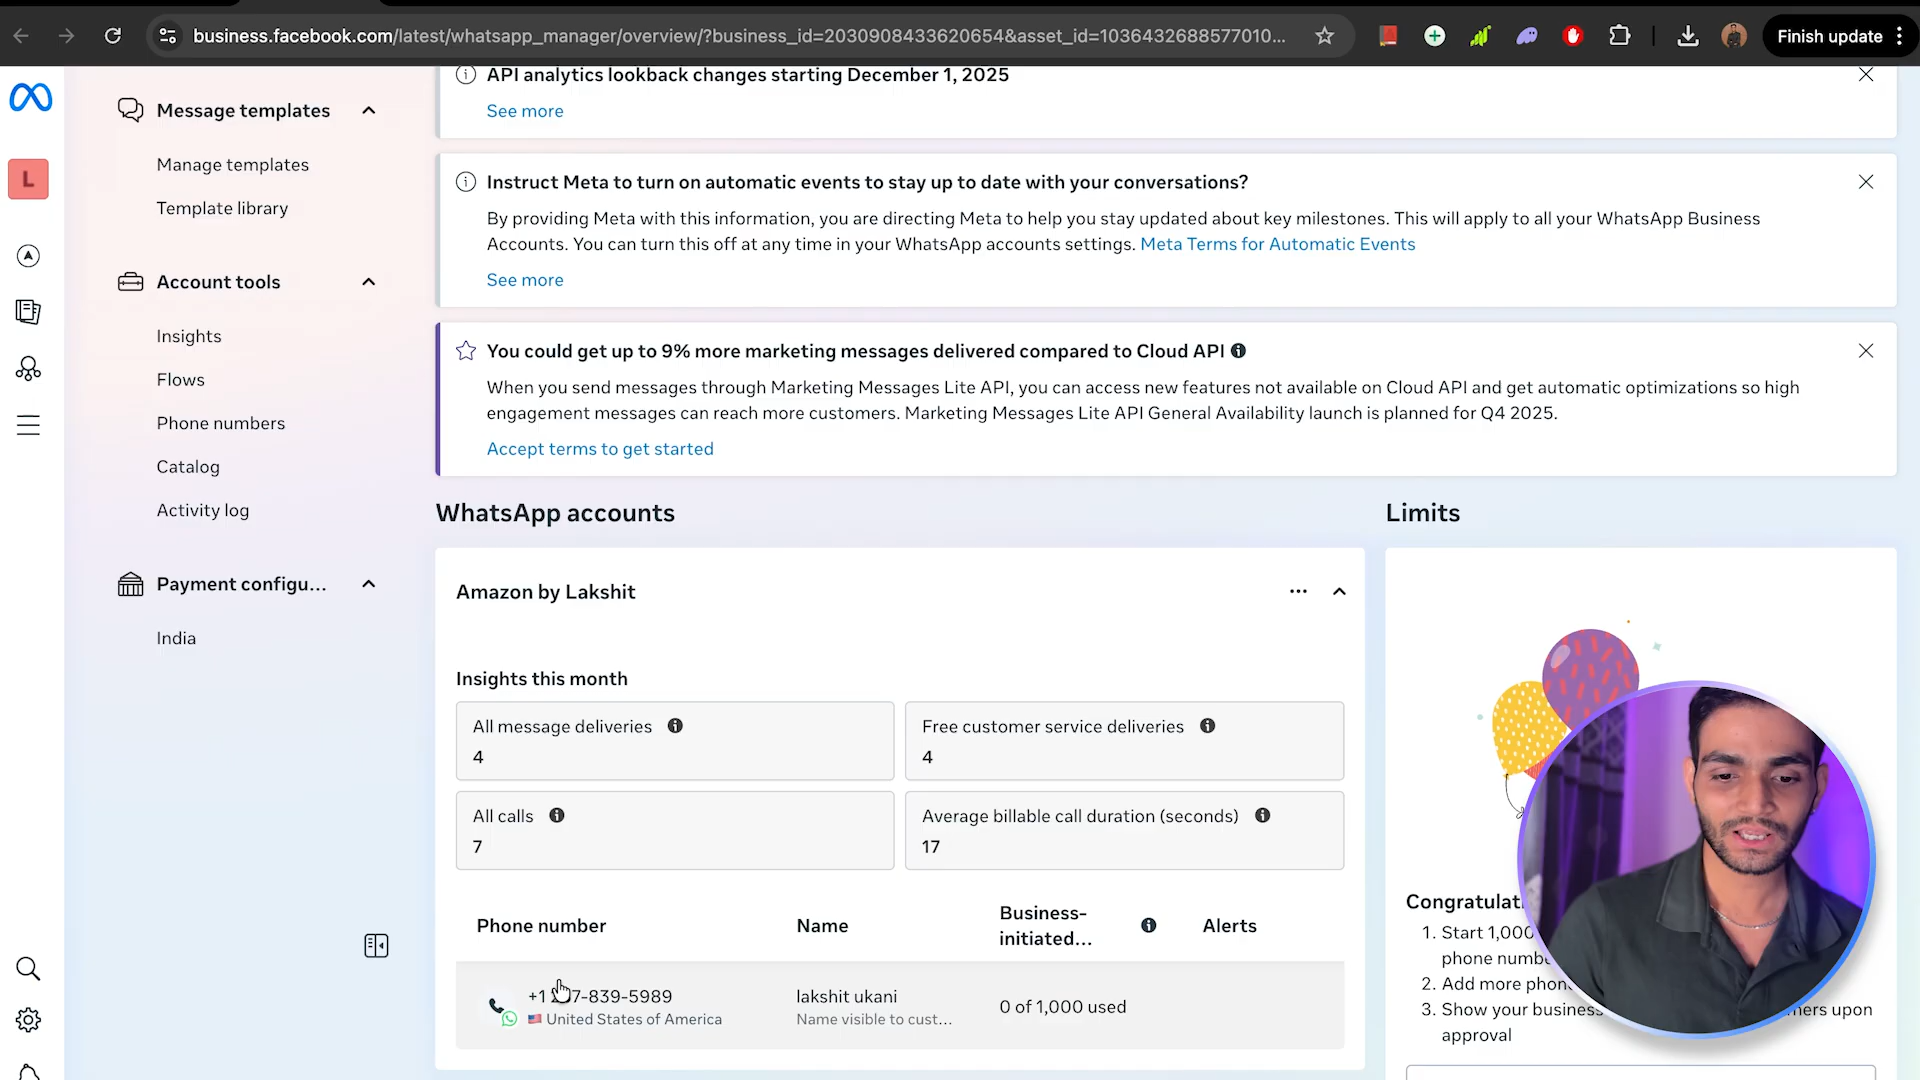 business.facebook.com/latest/whatsapp_manager/overview/?business_id=2030908433620654&asset_id=1036432688577010...
Finish update
L
Message templates
Manage templates
Template library
Account tools
Insights
Flows
Phone numbers
Catalog
Activity log
Payment configu...
India
API analytics lookback changes starting December 1, 2025
See more
Instruct Meta to turn on automatic events to stay up to date with your conversations?
By providing Meta with this information, you are directing Meta to help you stay updated about key milestones. This will apply to all your WhatsApp Business
Accounts. You can turn this off at any time in your WhatsApp accounts settings. Meta Terms for Automatic Events
See more
You could get up to 9% more marketing messages delivered compared to Cloud API
When you send messages through Marketing Messages Lite API, you can access new features not available on Cloud API and get automatic optimizations so high
engagement messages can reach more customers. Marketing Messages Lite API General Availability launch is planned for Q4 2025.
Accept terms to get started
WhatsApp accounts
Amazon by Lakshit
Insights this month
All message deliveries
4
Free customer service deliveries
4
All calls
7
Average billable call duration (seconds)
17
Phone number
Name
Business-
initiated...
Alerts
+1 7-839-5989
United States of America
lakshit ukani
Name visible to cust...
0 of 1,000 used
Limits
1. Start 1,000
phone
2. Add more
3. Show your business upon
approval